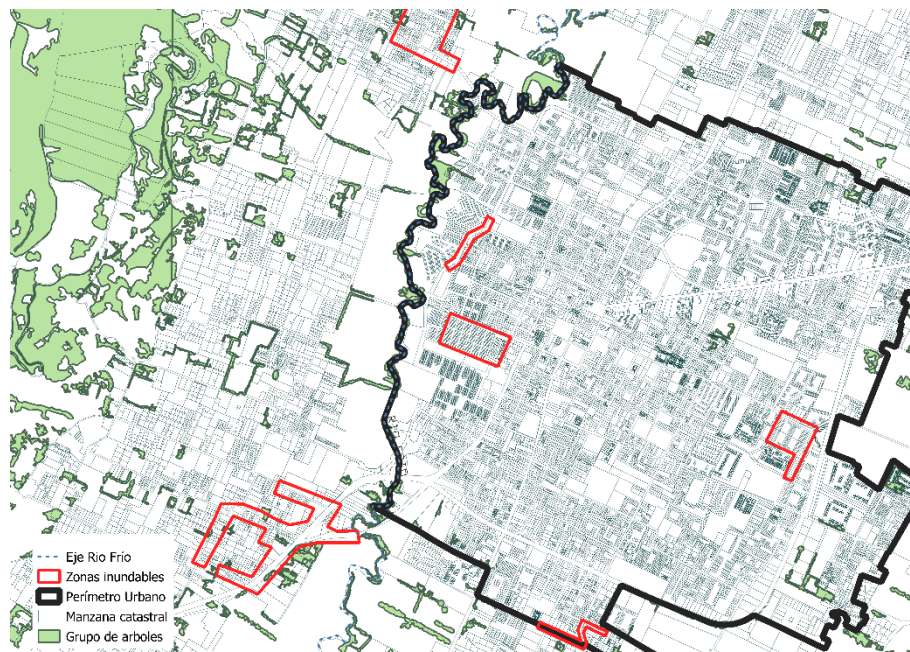 Eje Rio Frío
Zonas inundables
Perímetro Urbano
Manzana catastral
Grupo de arboles